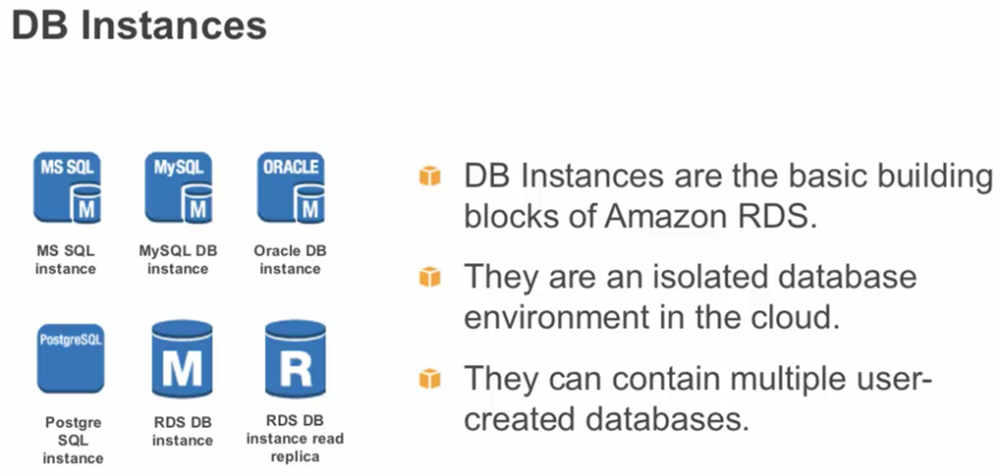 DB Instances
MS SQL
M
MySQL
M
ORACLE
M
MS SQL
instance
MySQL DB
instance
Oracle DB
instance
PostgreSQL
M
R
Postgre
SQL
instance
RDS DB
instance
RDS DB
instance read
replica
DB Instances are the basic building
blocks of Amazon RDS.
They are an isolated database
environment in the cloud.
They can contain multiple user-
created databases.